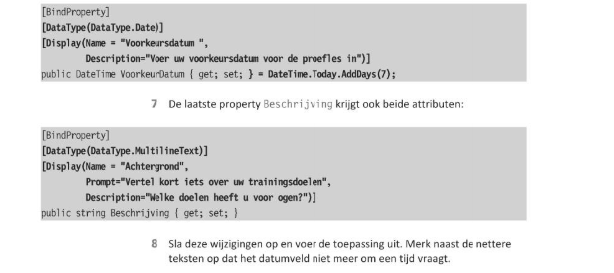 [BindProperty]
[DataType(DataType.Date)]
[Display(Name = "Voorkeursdatum ",
Description="Voer uw voorkeursdatum voor de proefles in")]
public DateTime VoorkeurDatum { get; set; } = DateTime.Today.AddDays(7);
7 De laatste property Beschrijving krijgt ook beide attributen:
[BindProperty]
[DataType(DataType.MultilineText)]
[Display(Name = "Achtergrond",
Prompt="Vertel kort iets over uw trainingsdoelen",
Description="Welke doelen heeft u voor ogen?")]
public string Beschrijving { get; set; }
8 Sla deze wijzigingen op en voer de toepassing uit. Merk naast de nettere
teksten op dat het datumveld niet meer om een tijd vraagt.